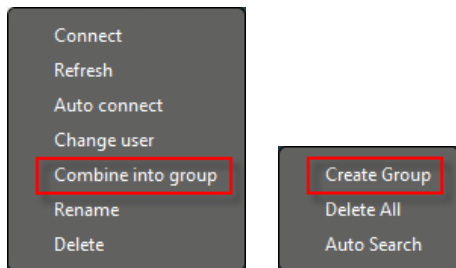 Connect
Refresh
Auto connect
Change user
Combine into group
Rename
Delete
Create Group
Delete All
Auto Search